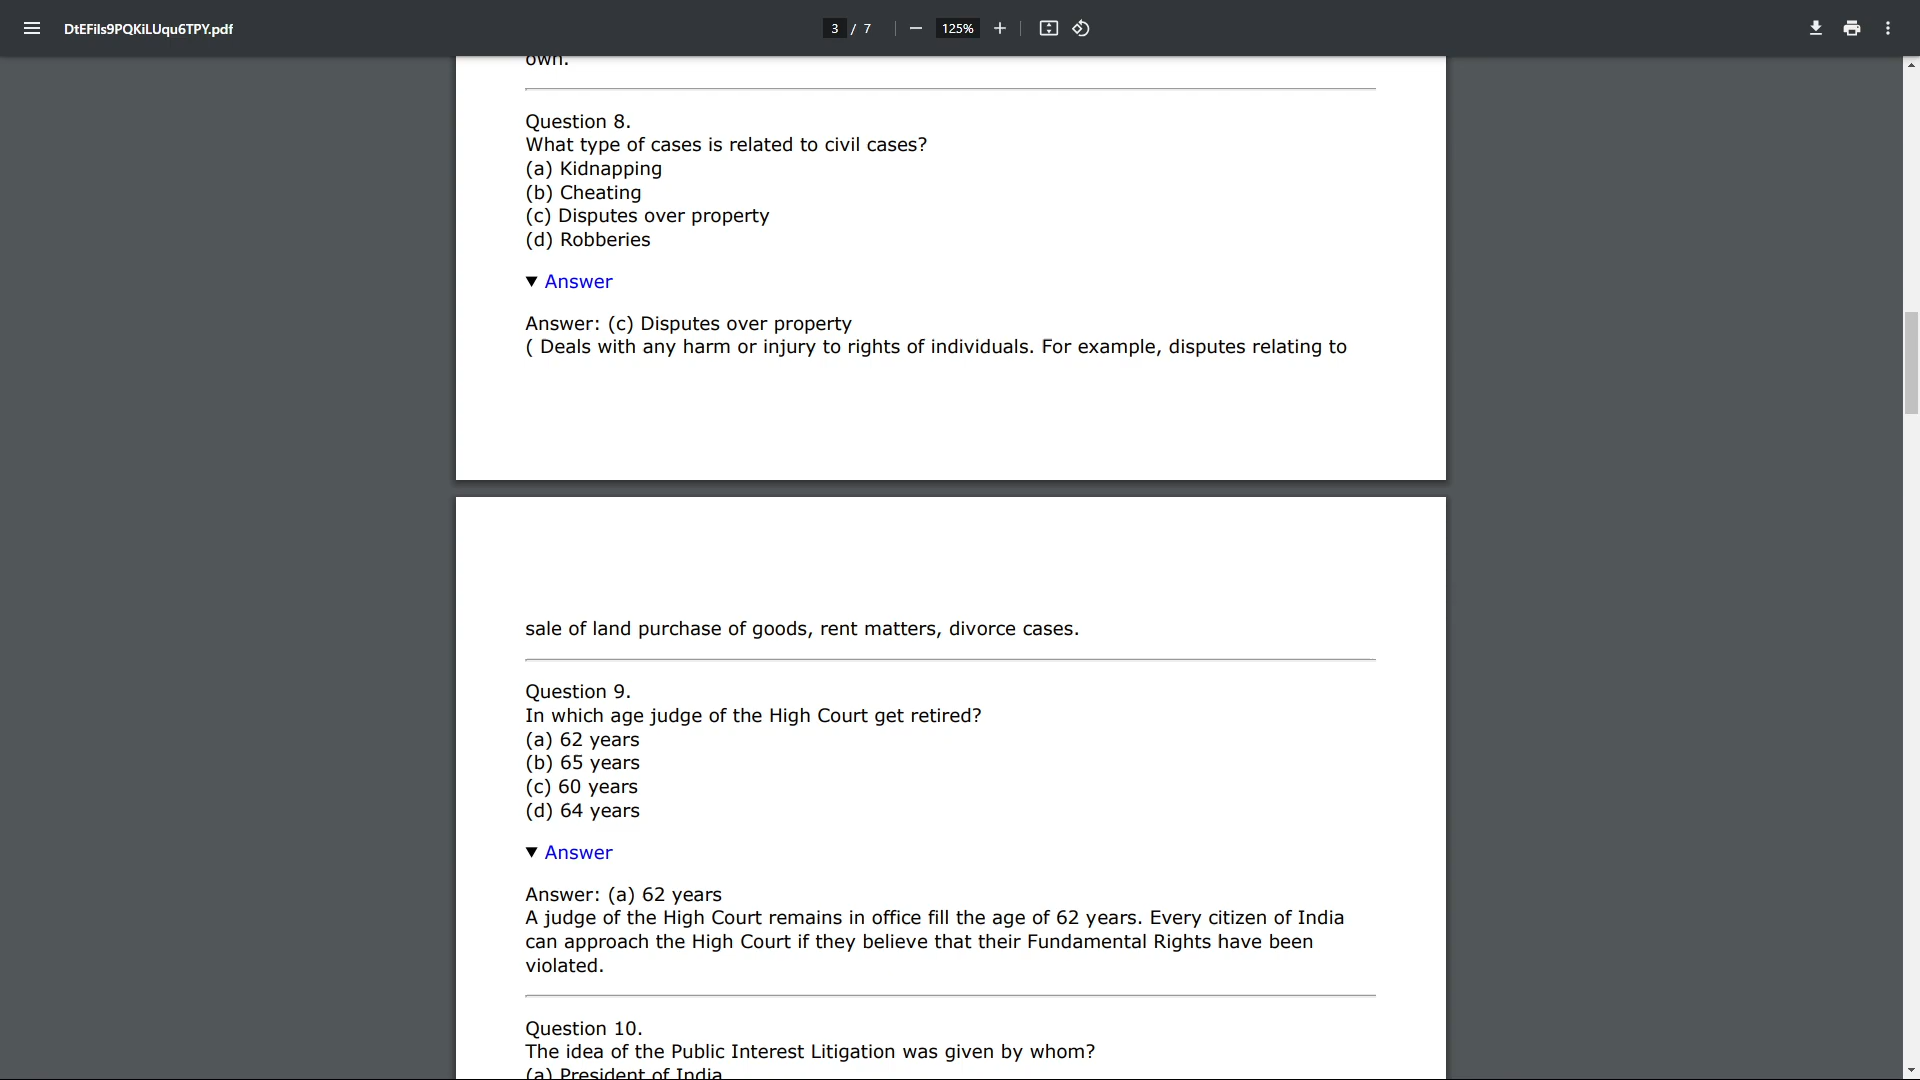 DtEFils9PQKiLUqu6TPY.pdf
3 / 7
125%
own.
Question 8.
What type of cases is related to civil cases?
(a) Kidnapping
(b) Cheating
(c) Disputes over property
(d) Robberies
Answer
Answer: (c) Disputes over property
( Deals with any harm or injury to rights of individuals. For example, disputes relating to
sale of land purchase of goods, rent matters, divorce cases.
Question 9.
In which age judge of the High Court get retired?
(a) 62 years
(b) 65 years
(c) 60 years
(d) 64 years
Answer
Answer: (a) 62 years
A judge of the High Court remains in office fill the age of 62 years. Every citizen of India
can approach the High Court if they believe that their Fundamental Rights have been
violated.
Question 10.
The idea of the Public Interest Litigation was given by whom?
(a) President of India